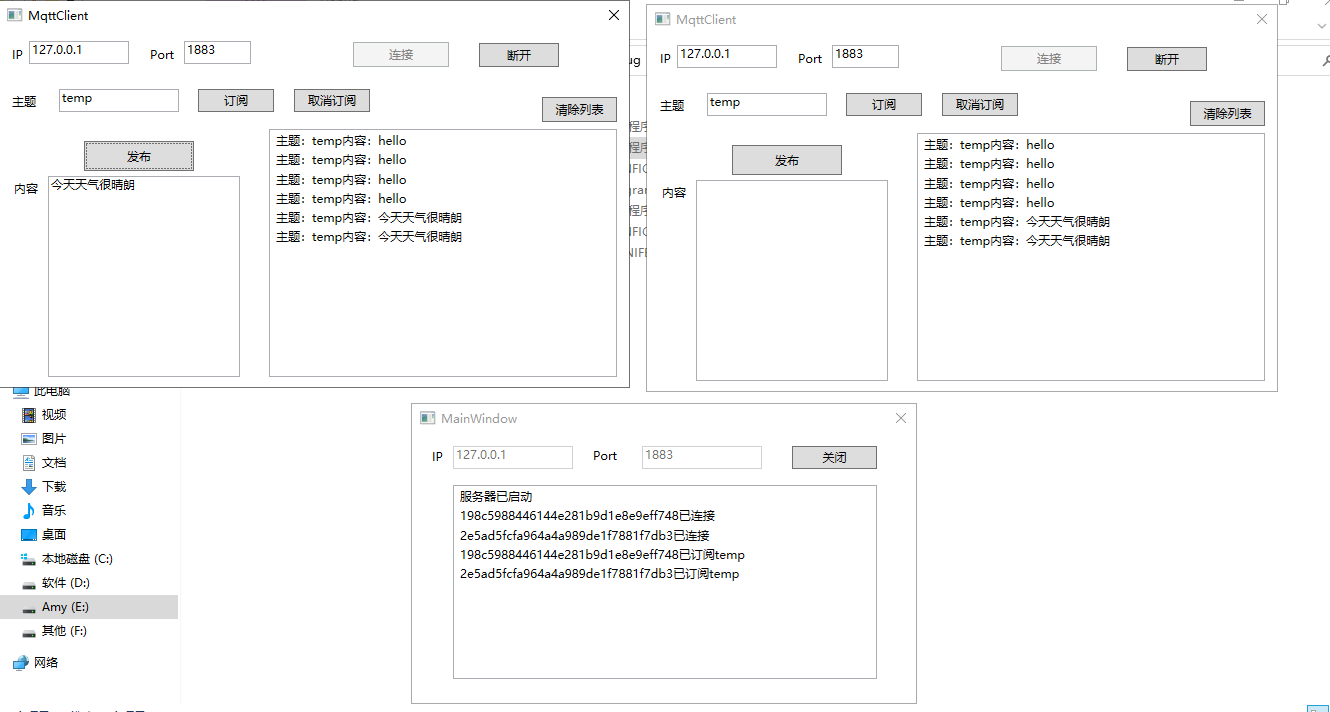 MqttClient
IP 127.0.0.1 Port 1883 连接 断开
主题 temp 订阅 取消订阅
清除列表
发布
内容 今天天气很晴朗
主题：temp内容：hello
主题：temp内容：hello
主题：temp内容：hello
主题：temp内容：hello
主题：temp内容：今天天气很晴朗
主题：temp内容：今天天气很晴朗
ug
程序
程序
NFIG
gran
程序
NFIG
NIFE
MqttClient
IP 127.0.0.1 Port 1883 连接 断开
主题 temp 订阅 取消订阅
清除列表
发布
内容
主题：temp内容：hello
主题：temp内容：hello
主题：temp内容：hello
主题：temp内容：hello
主题：temp内容：今天天气很晴朗
主题：temp内容：今天天气很晴朗
此电脑
视频
图片
文档
下载
音乐
桌面
本地磁盘 (C:)
软件 (D:)
Amy (E:)
其他 (F:)
网络
MainWindow
IP 127.0.0.1 Port 1883 关闭
服务器已启动
198c5988446144e281b9d1e8e9eff748已连接
2e5ad5fcfa964a4a989de1f7881f7db3已连接
198c5988446144e281b9d1e8e9eff748已订阅temp
2e5ad5fcfa964a4a989de1f7881f7db3已订阅temp